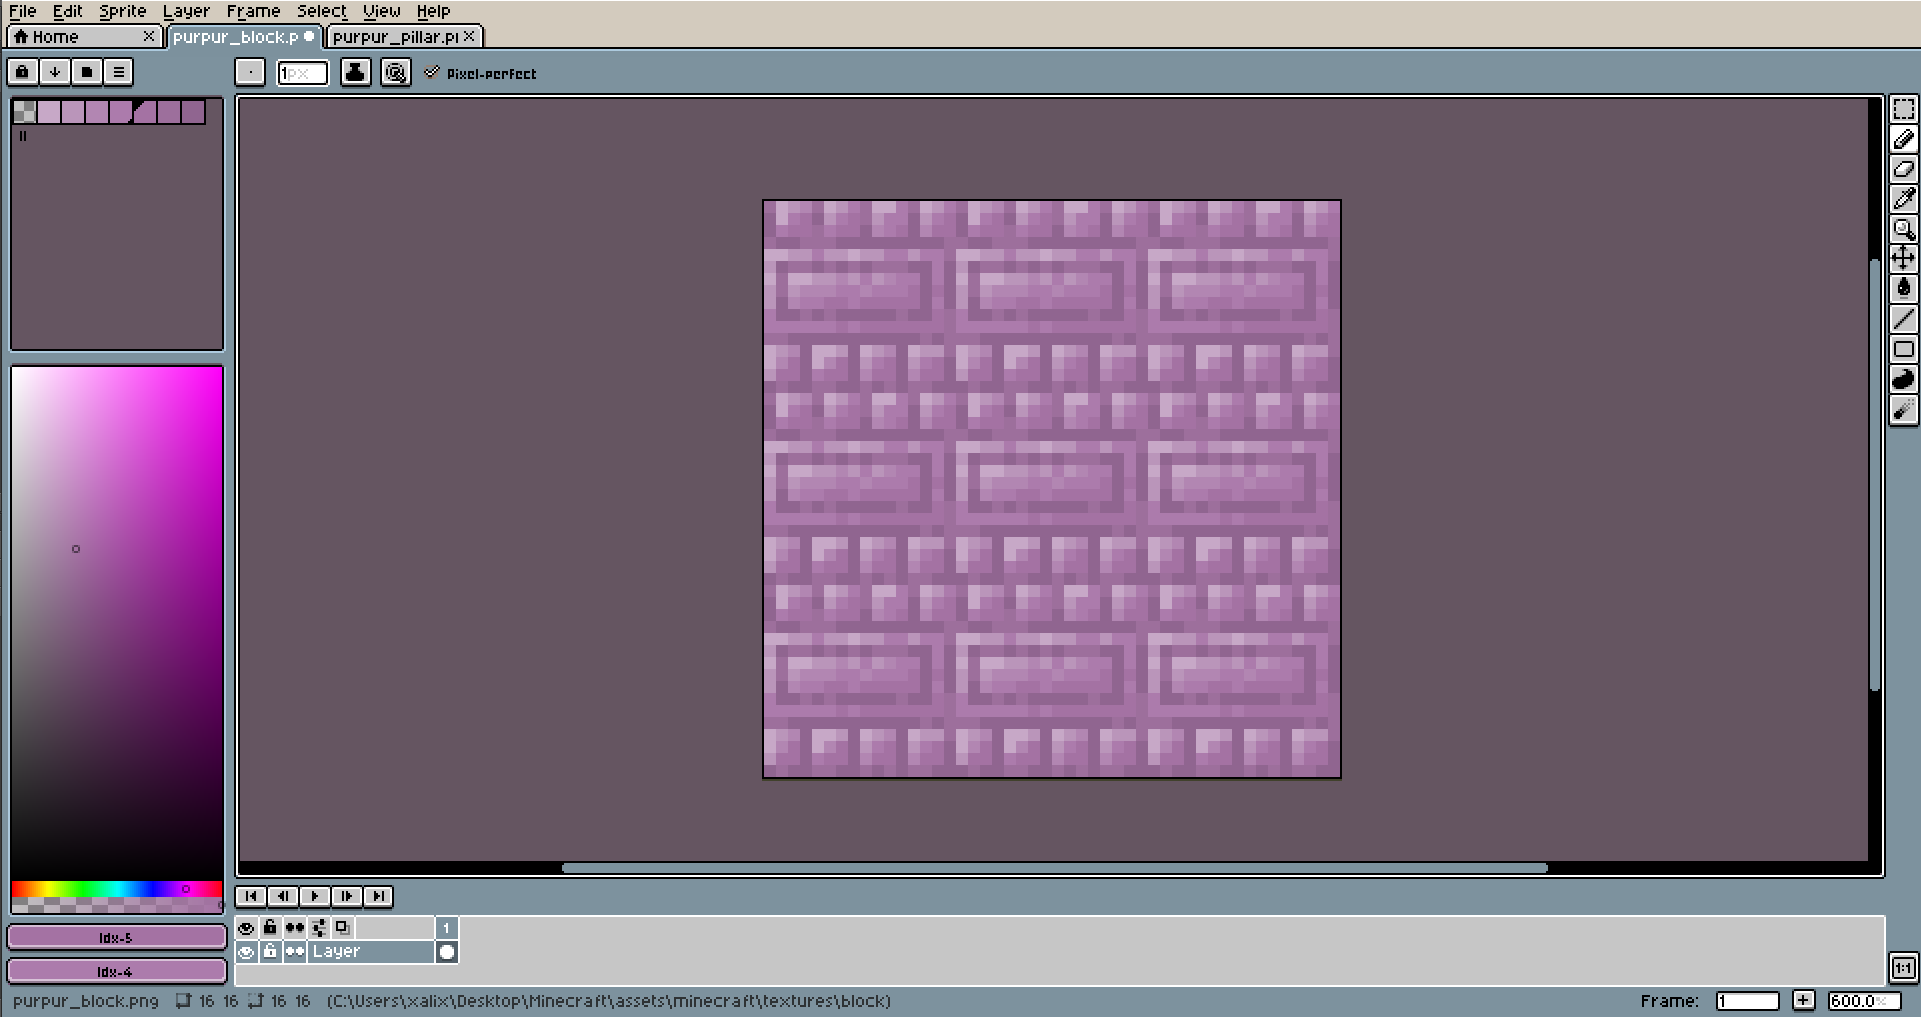 File Edit Sprite Layer Frame Select View Help
Home purpur_block.p purpur_pillar.pi
1px Pixel-perfect
1
Layer
Idx-5
Idx-4
1:1
purpur_block.png 16 16 16 16 (C:\Users\xalix\Desktop\Minecraft\assets\minecraft\textures\block) Frame: 1 + 600.0%